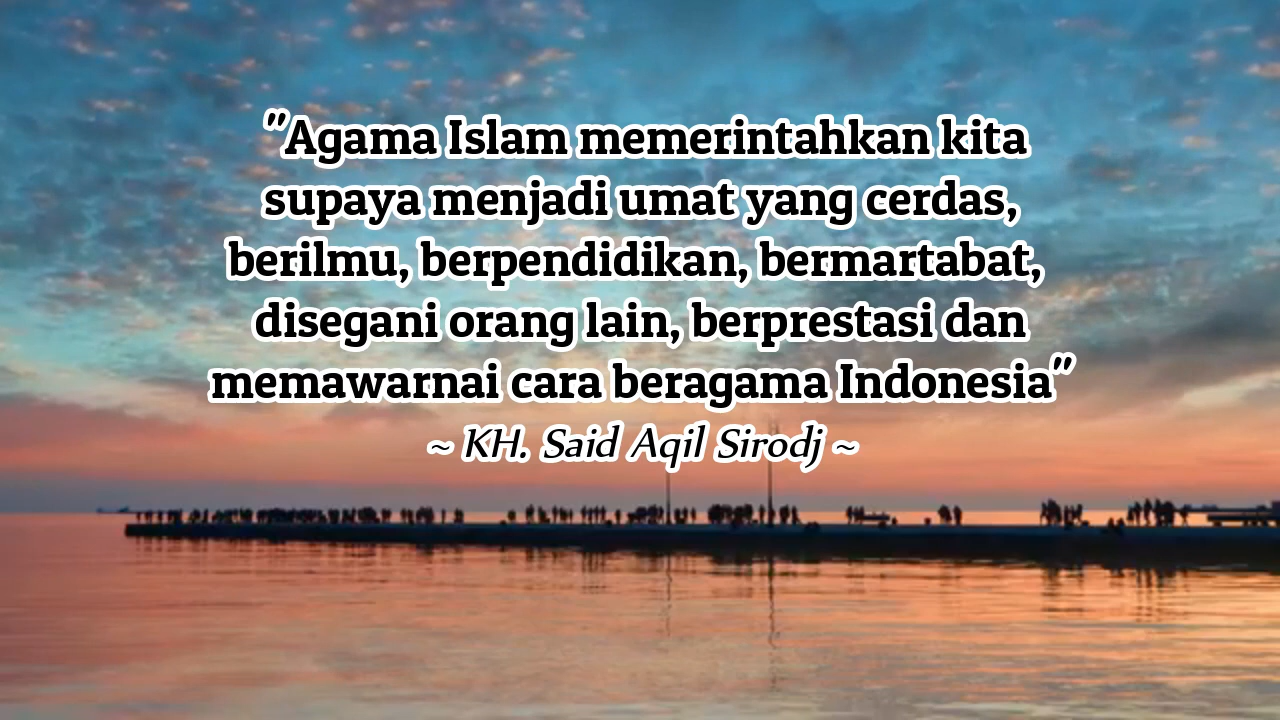 "Agama Islam memerintahkan kita
supaya menjadi umat yang cerdas,
berilmu, berpendidikan, bermartabat,
disegani orang lain, berprestasi dan
memawarnai cara beragama Indonesia"
~ KH. Said Aqil Sirodj ~